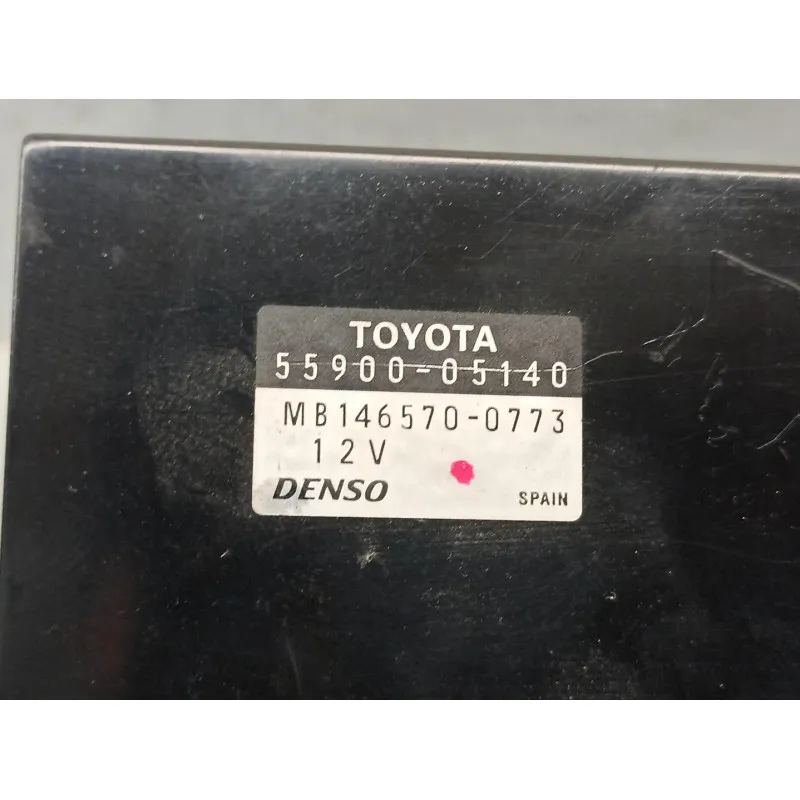 TOYOTA
55900-05140
MB146570-0773
12V
DENSO SPAIN